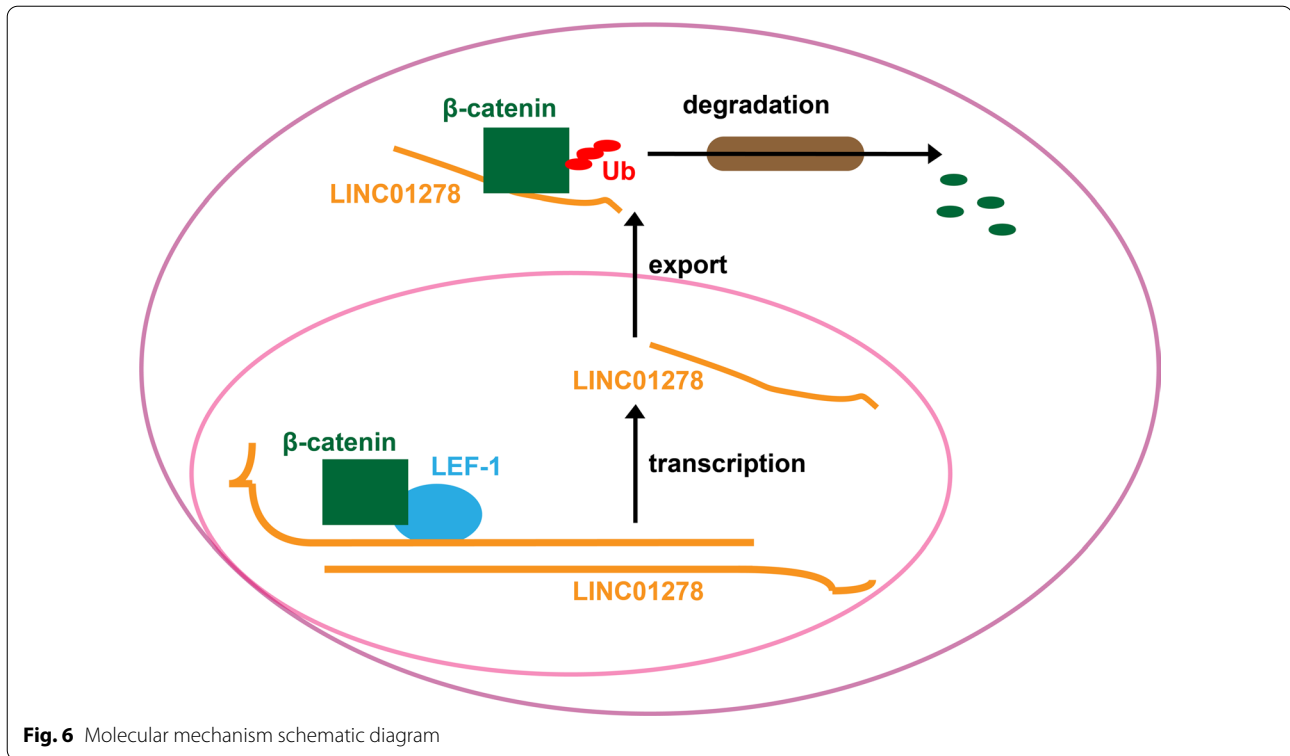 β-catenin
degradation
Ub
LINC01278
export
LINC01278
β-catenin
LEF-1
transcription
LINC01278
Fig. 6 Molecular mechanism schematic diagram